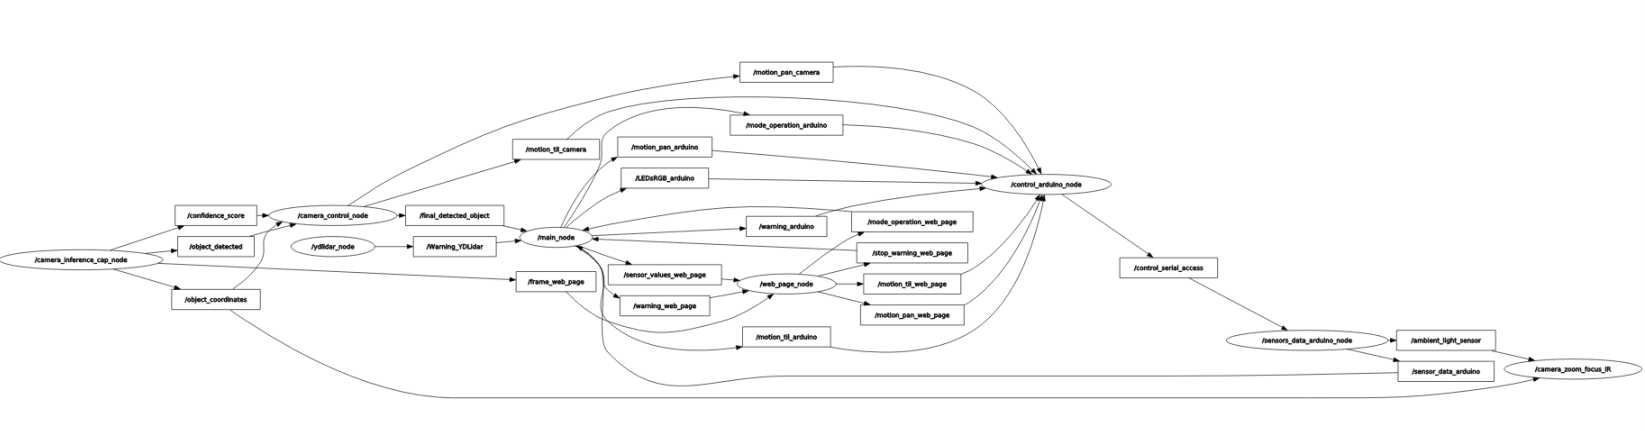 /motion_pan_camera
/mode_operation_arduino
/motion_til_camera
/motion_pan_arduino
/LEDsRGB_arduino
/control_arduino_node
/confidence_score
/camera_control_node
/final_detected_object
/mode_operation_web_page
/warning_arduino
/object_detected
/ydlidar_node
/Warning_YDLidar
/main_node
/stop_warning_web_page
/camera_inference_cap_node
/control_serial_access
/sensor_values_web_page
/frame_web_page
/web_page_node
/motion_til_web_page
/object_coordinates
/warning_web_page
/motion_pan_web_page
/motion_til_arduino
/sensors_data_arduino_node
/ambient_light_sensor
/sensor_data_arduino
/camera_zoom_focus_IR